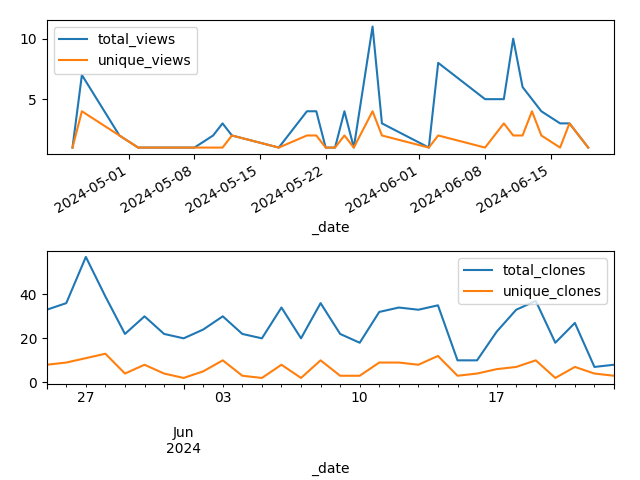 total_views
unique_views
10
5
2024-05-01
2024-05-08
2024-05-15
2024-05-22
2024-06-01
2024-06-08
2024-06-15
_date
total_clones
unique_clones
40
20
0
27
03
10
17
Jun
2024
_date